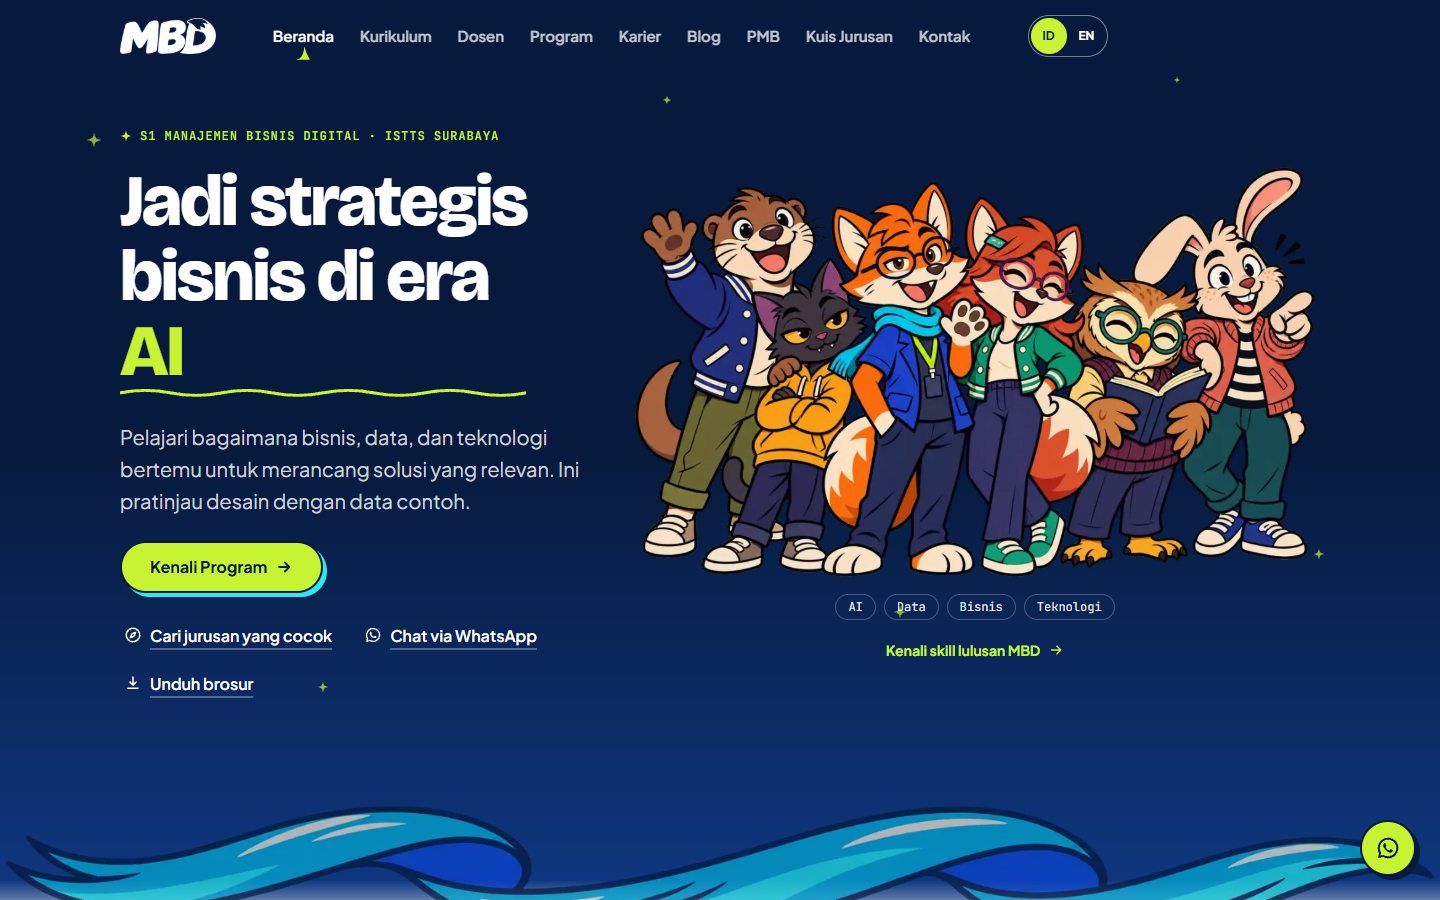 MBD
Beranda Kurikulum Dosen Program Karier Blog PMB Kuis Jurusan Kontak ID EN
S1 MANAJEMEN BISNIS DIGITAL · ISTTS SURABAYA
Jadi strategis
bisnis di era
AI
Pelajari bagaimana bisnis, data, dan teknologi
bertemu untuk merancang solusi yang relevan. Ini
pratinjau desain dengan data contoh.
Kenali Program →
Cari jurusan yang cocok Chat via WhatsApp
Unduh brosur
AI Data Bisnis Teknologi
Kenali skill lulusan MBD →